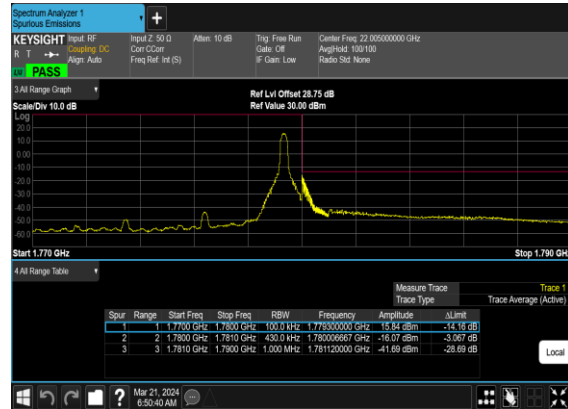 Spectrum Analyzer 1
Spurious Emissions
+
KEYSIGHT Input: RF Input Z: 50 Ω Atten: 10 dB Trig: Free Run Center Freq: 22.005000000 GHz
R T Coupling: DC Corr CCorr Gate: Off Avg|Hold: 100/100
Align: Auto Freq Ref: Int (S) IF Gain: Low Radio Std: None
LW PASS
3 All Range Graph
Ref Lvl Offset 28.75 dB
Scale/Div 10.0 dB Ref Value 30.00 dBm
Log
20.0
10.0
0.00
-10.0
-20.0
-30.0
-40.0
-50.0
-60.0
Start 1.770 GHz Stop 1.790 GHz
4 All Range Table
Measure Trace Trace 1
Trace Type Trace Average (Active)
Spur Range Start Freq Stop Freq RBW Frequency Amplitude ΔLimit
1 1 1.7700 GHz 1.7800 GHz 100.0 kHz 1.779300000 GHz 15.84 dBm -14.16 dB
2 2 1.7800 GHz 1.7810 GHz 430.0 kHz 1.780006667 GHz -16.07 dBm -3.067 dB
3 3 1.7810 GHz 1.7900 GHz 1.000 MHz 1.781120000 GHz -41.69 dBm -28.69 dB
Local
? Mar 21, 2024
6:50:40 AM